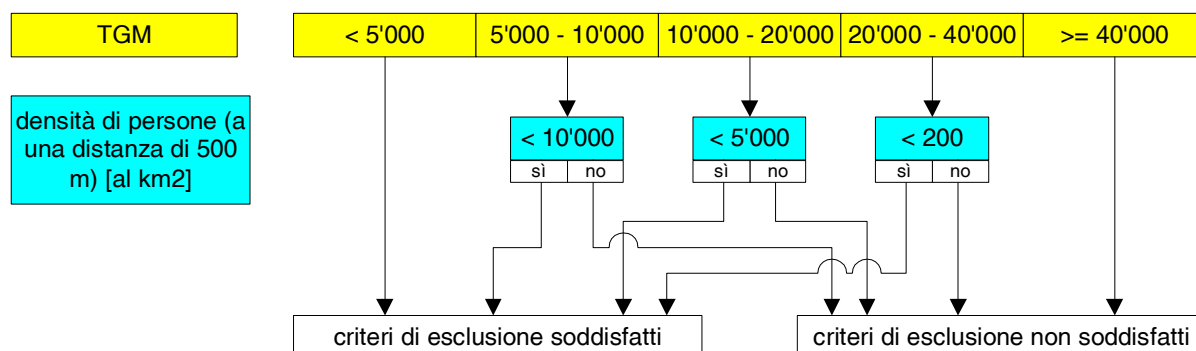 TGM
< 5'000
5'000 - 10'000
10'000 - 20'000
20'000 - 40'000
>= 40'000
densità di persone (a
una distanza di 500
m) [al km2]
< 10'000
< 5'000
< 200
sì
no
sì
no
sì
no
criteri di esclusione soddisfatti
criteri di esclusione non soddisfatti